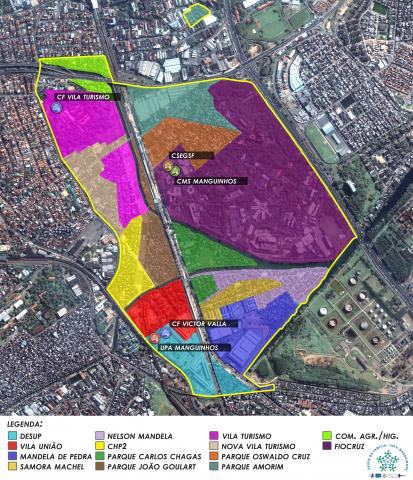 CF VILA TURISMO
CSEGSF
CMS MANGUINHOS
CF VICTOR VALLA
UPA MANGUINHOS
LEGENDA:
DESUP
NELSON MANDELA
VILA TURISMO
COM. AGR./HIG.
VILA UNIÃO
CHP2
NOVA VILA TURISMO
FIOCRUZ
MANDELA DE PEDRA
PARQUE CARLOS CHAGAS
PARQUE OSWALDO CRUZ
SAMORA MACHEL
PARQUE JOÃO GOULART
PARQUE AMORIM